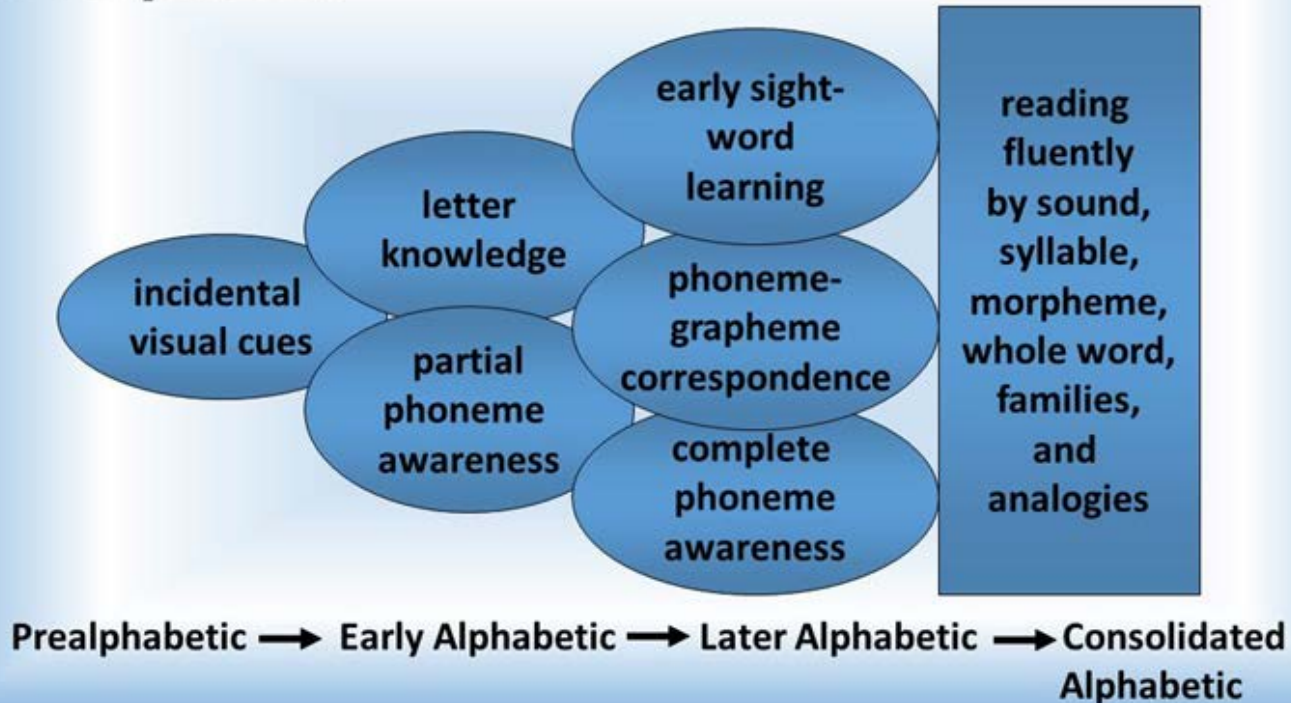 incidental
visual cues
letter
knowledge
partial
phoneme
awareness
early sight-
word
learning
phoneme-
grapheme
correspondence
complete
phoneme
awareness
reading
fluently
by sound,
syllable,
morpheme,
whole word,
families,
and
analogies
Prealphabetic → Early Alphabetic → Later Alphabetic → Consolidated
Alphabetic